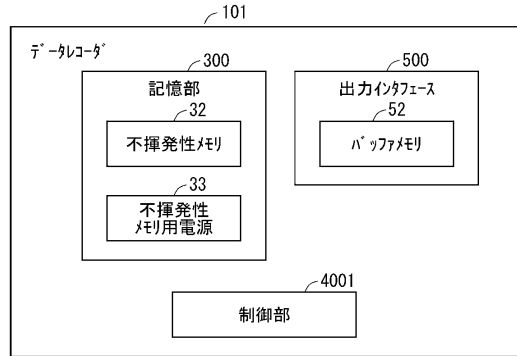 101
ﾃﾞｰﾀﾚｺｰﾀﾞ
300
記憶部
32
不揮発性ﾒﾓﾘ
33
不揮発性
ﾒﾓﾘ用電源
500
出力ｲﾝﾀﾌｪｰｽ
52
ﾊﾞｯﾌｧﾒﾓﾘ
4001
制御部